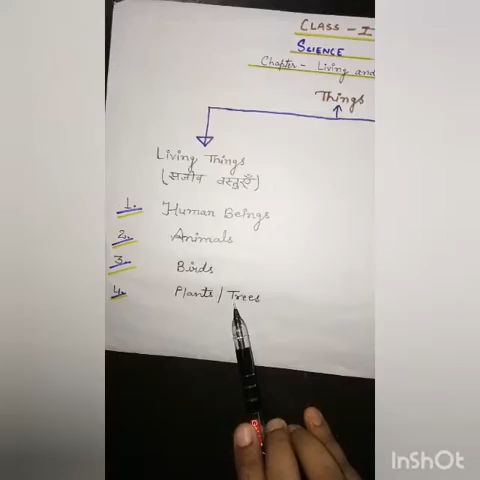 CLASS - I
SCIENCE
Chapter - Living and
Things
Living Things
(सजीव वस्तुएँ)
1. Human Beings
2. Animals
3. Birds
4. Plants/Trees
InShOt